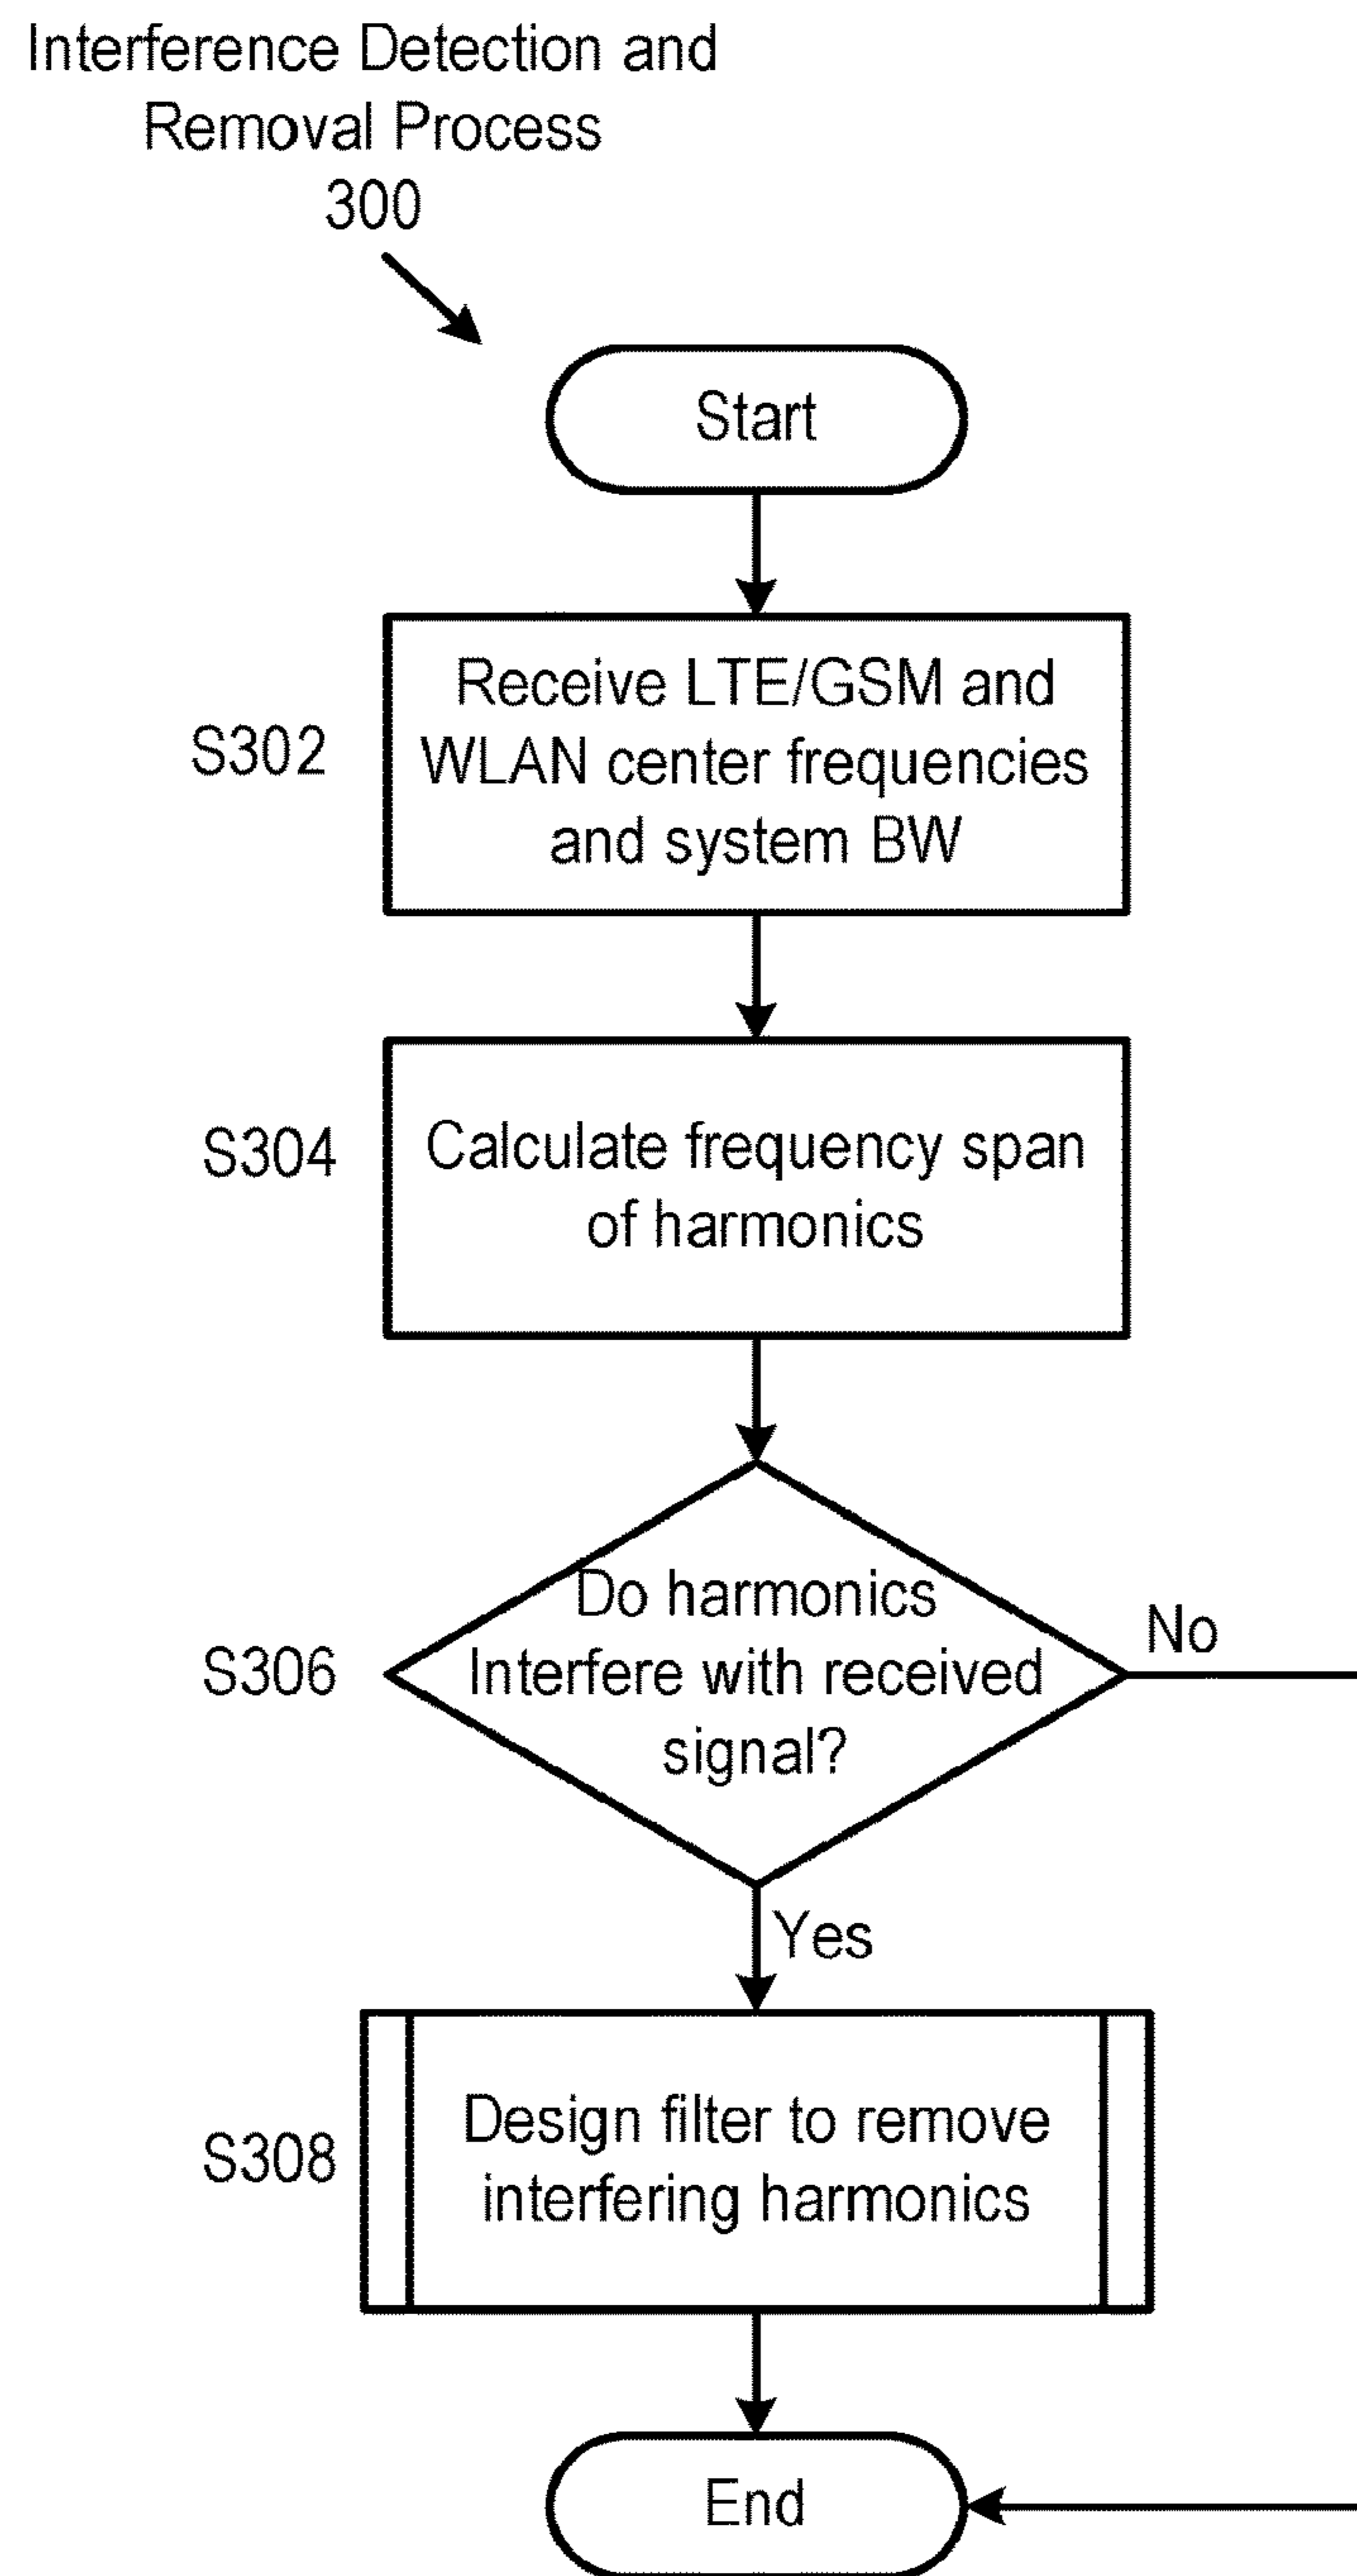 Interference Detection and
Removal Process
300
Start
S302
Receive LTE/GSM and
WLAN center frequencies
and system BW
S304
Calculate frequency span
of harmonics
S306
Do harmonics
Interfere with received
signal?
No
Yes
S308
Design filter to remove
interfering harmonics
End